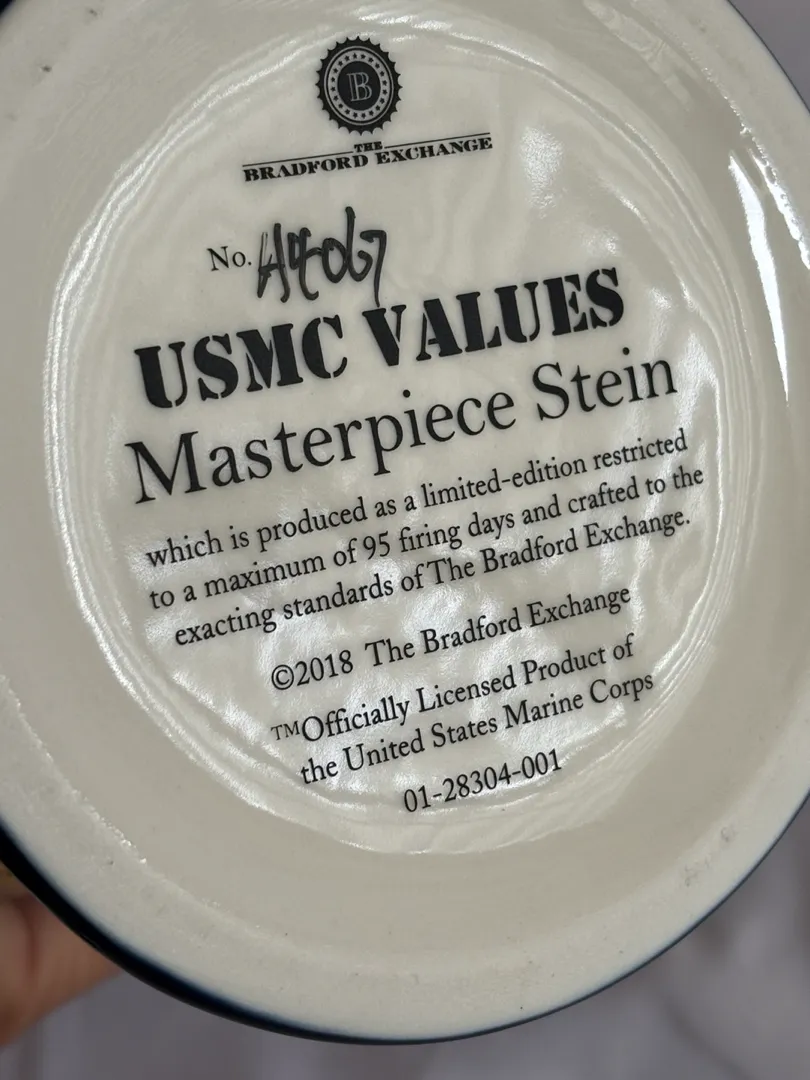 B
THE
BRADFORD EXCHANGE
No. A4067
USMC VALUES
Masterpiece Stein
which is produced as a limited-edition restricted
to a maximum of 95 firing days and crafted to the
exacting standards of The Bradford Exchange.
©2018 The Bradford Exchange
™Officially Licensed Product of
the United States Marine Corps
01-28304-001